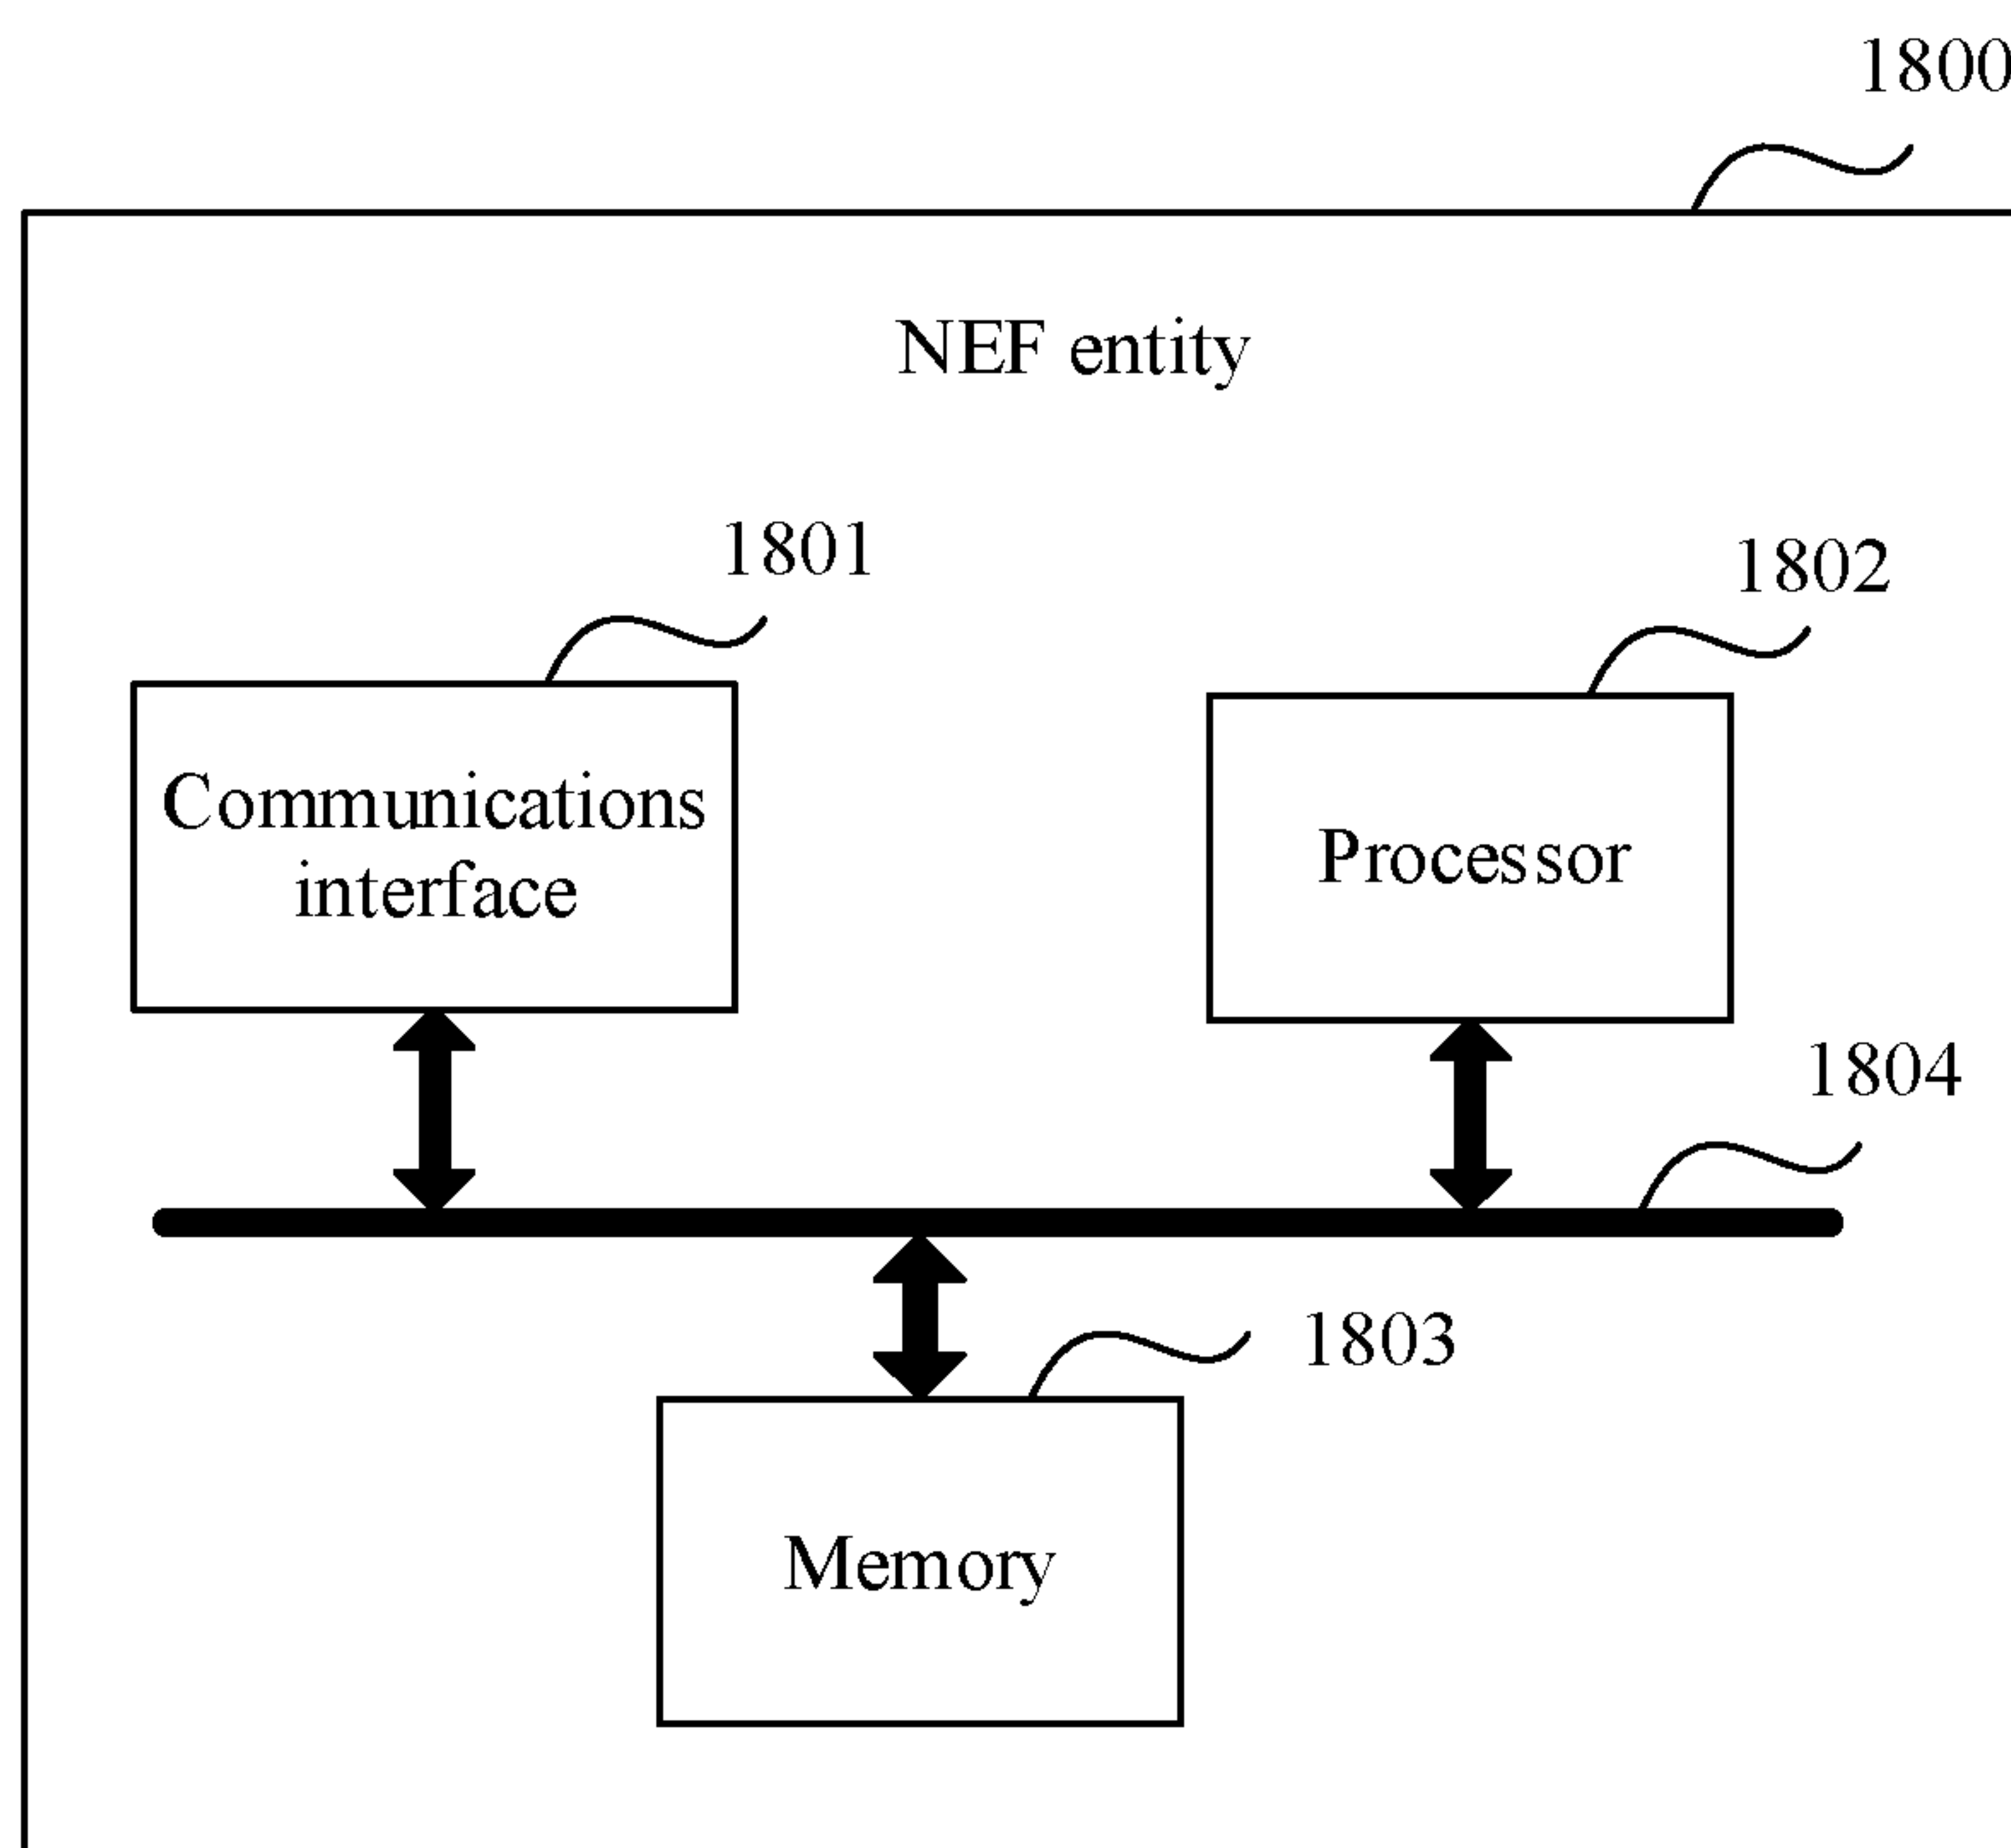 1800
NEF entity
1801
1802
Communications
interface
Processor
1804
1803
Memory